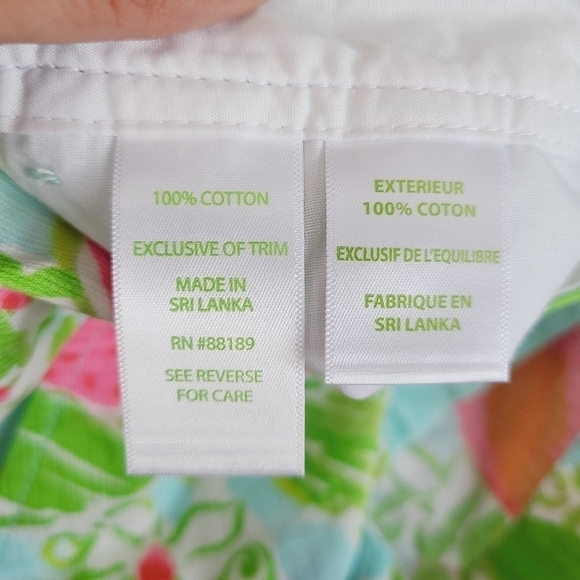 100% COTTON
EXCLUSIVE OF TRIM
MADE IN
SRI LANKA
RN #88189
SEE REVERSE
FOR CARE
EXTERIEUR
100% COTON
EXCLUSIF DE L'EQUILIBRE
FABRIQUE EN
SRI LANKA